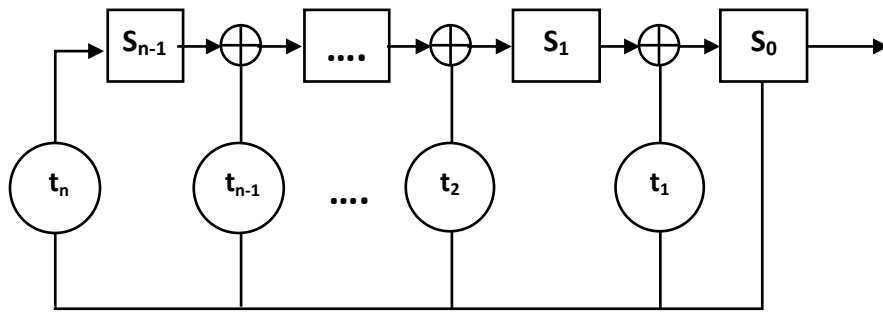 Sₙ₋₁ .... S₁ S₀
tₙ tₙ₋₁ .... t₂ t₁